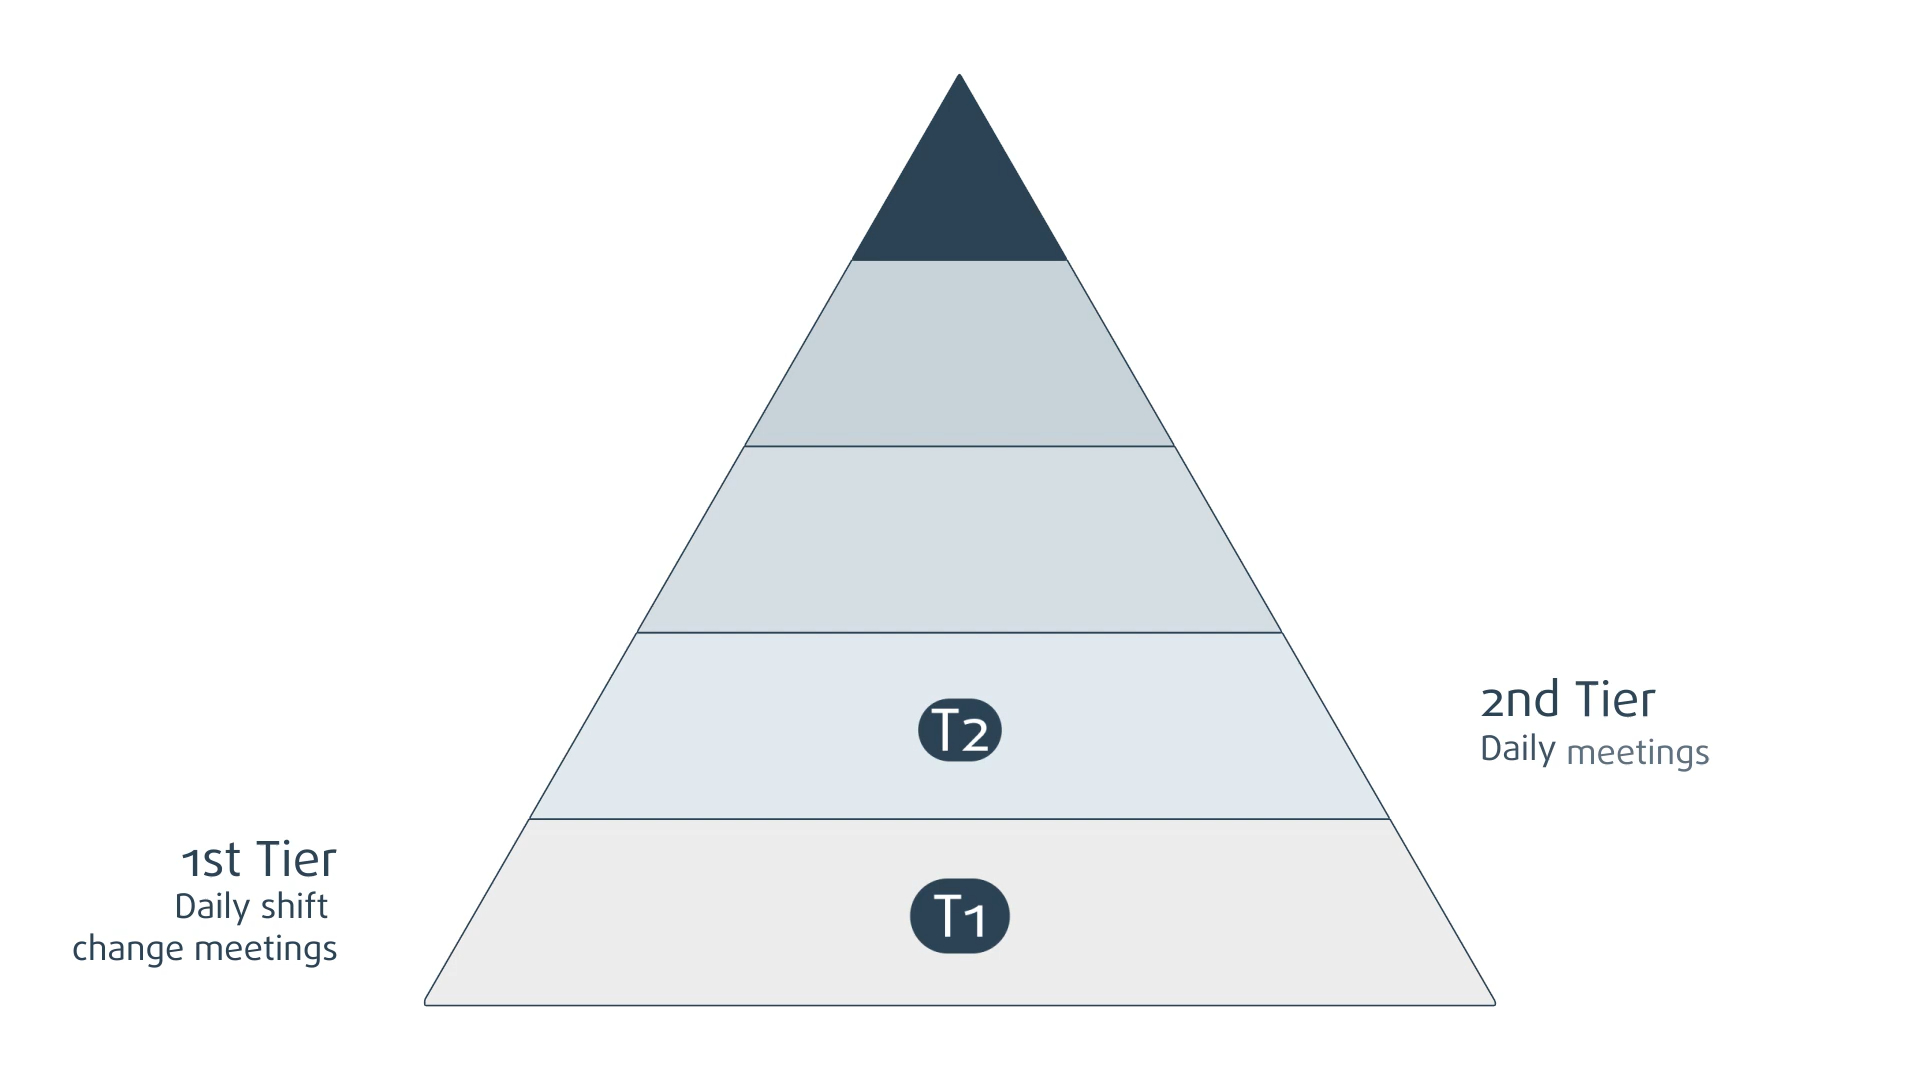 T2
2nd Tier
Daily meetings
1st Tier
Daily shift
change meetings
T1